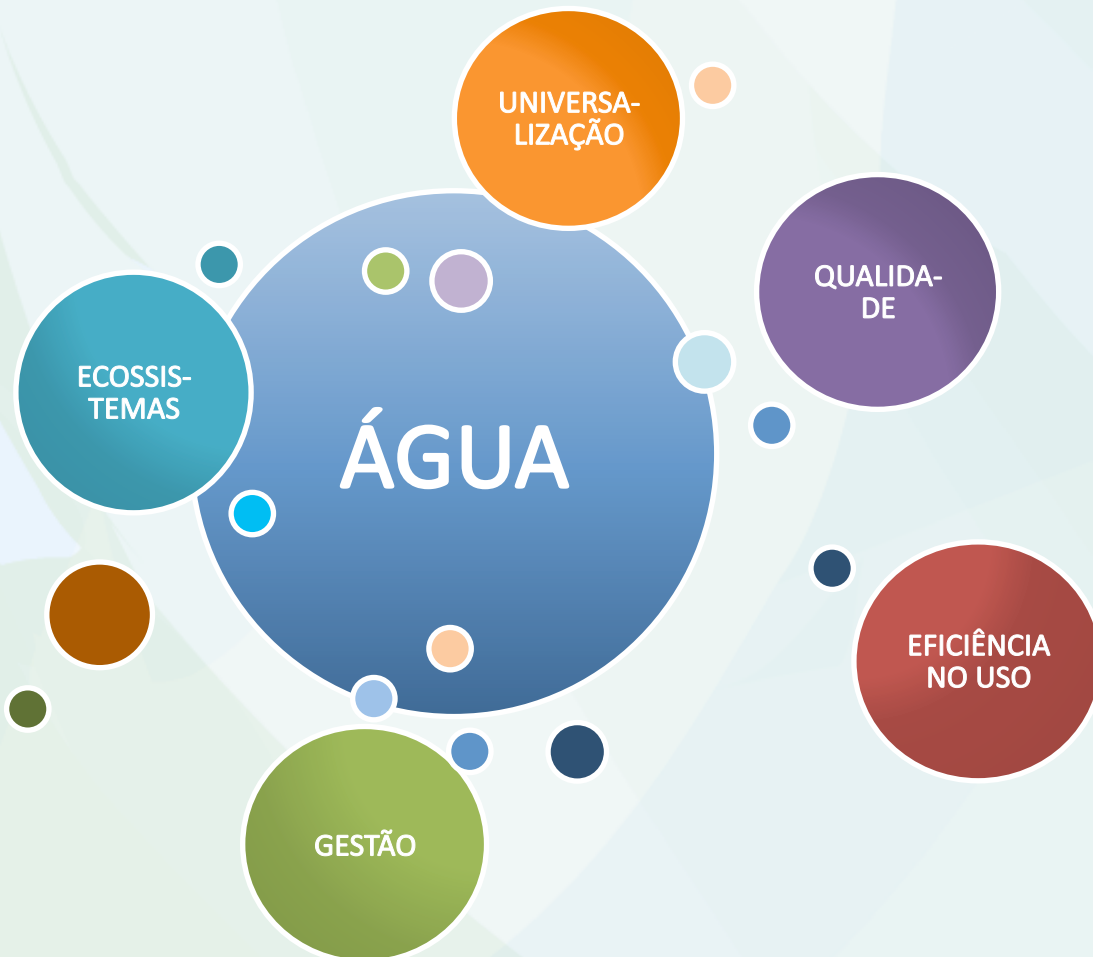 UNIVERSA-
LIZAÇÃO
QUALIDA-
DE
ECOSSIS-
TEMAS
ÁGUA
EFICIÊNCIA
NO USO
GESTÃO